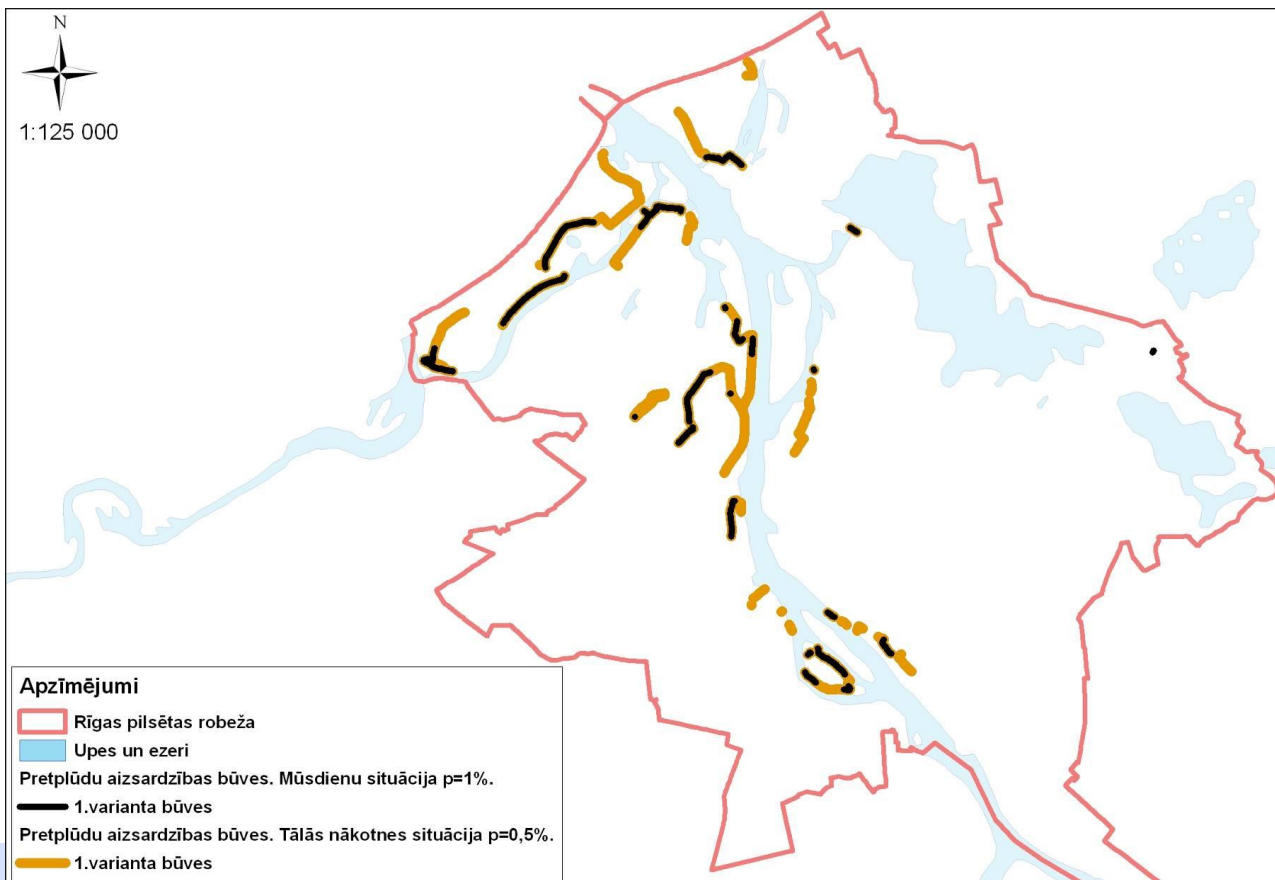 N
1:125 000
Apzīmējumi
Rīgas pilsētas robeža
Upes un ezeri
Pretplūdu aizsardzības būves. Mūsdienu situācija p=1%.
1.varianta būves
Pretplūdu aizsardzības būves. Tālās nākotnes situācija p=0,5%.
1.varianta būves